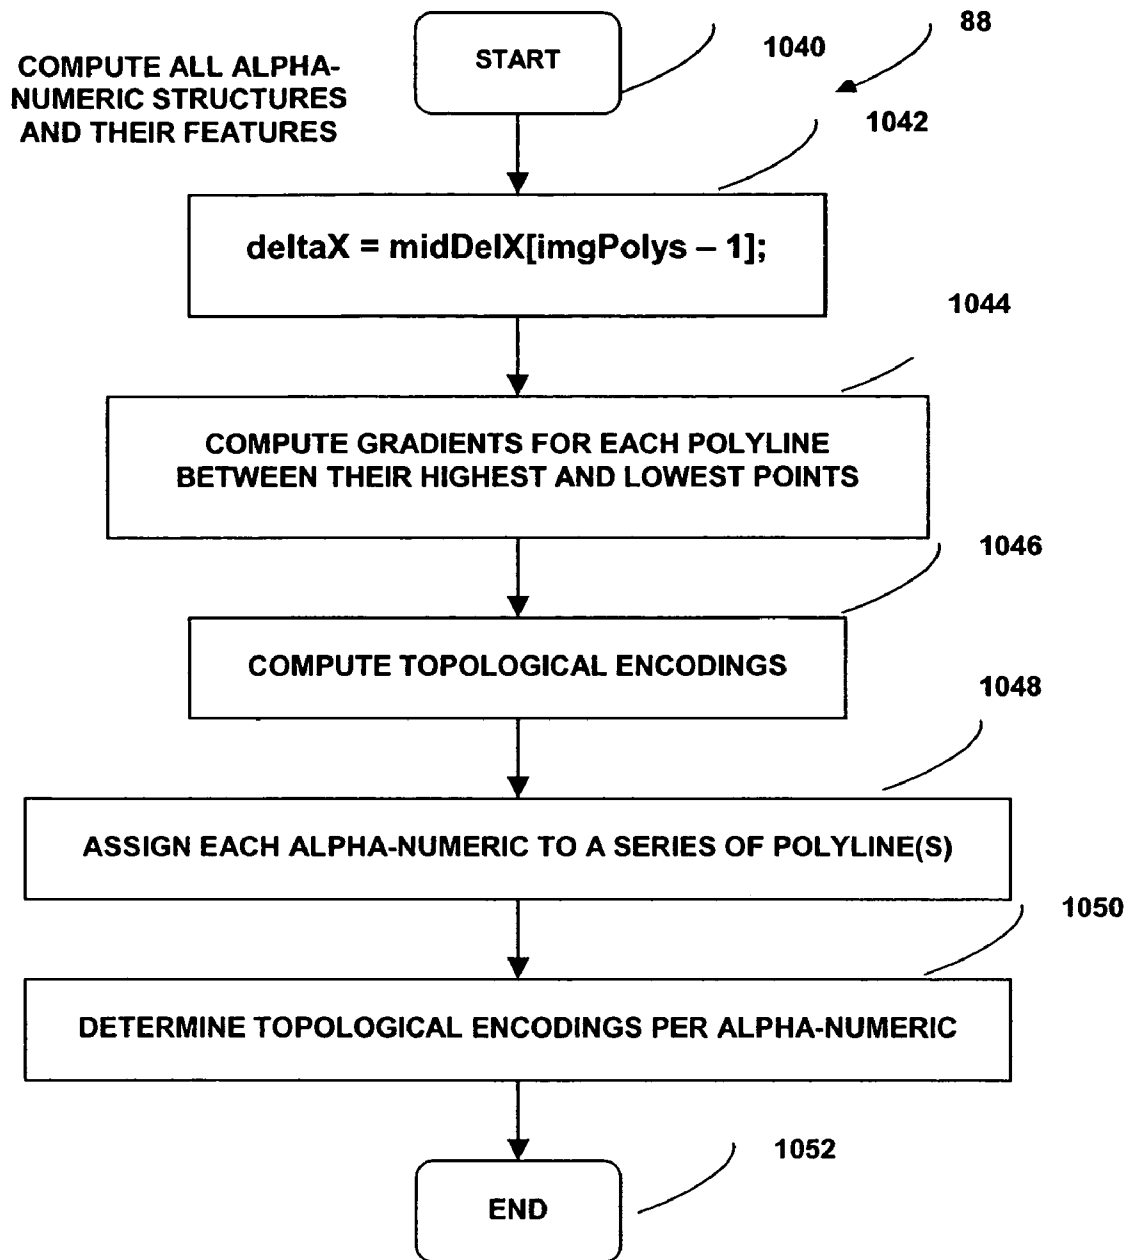 COMPUTE ALL ALPHA-
NUMERIC STRUCTURES
AND THEIR FEATURES
START
1040
88
1042
deltaX = midDelX[imgPolys – 1];
1044
COMPUTE GRADIENTS FOR EACH POLYLINE
BETWEEN THEIR HIGHEST AND LOWEST POINTS
1046
COMPUTE TOPOLOGICAL ENCODINGS
1048
ASSIGN EACH ALPHA-NUMERIC TO A SERIES OF POLYLINE(S)
1050
DETERMINE TOPOLOGICAL ENCODINGS PER ALPHA-NUMERIC
1052
END